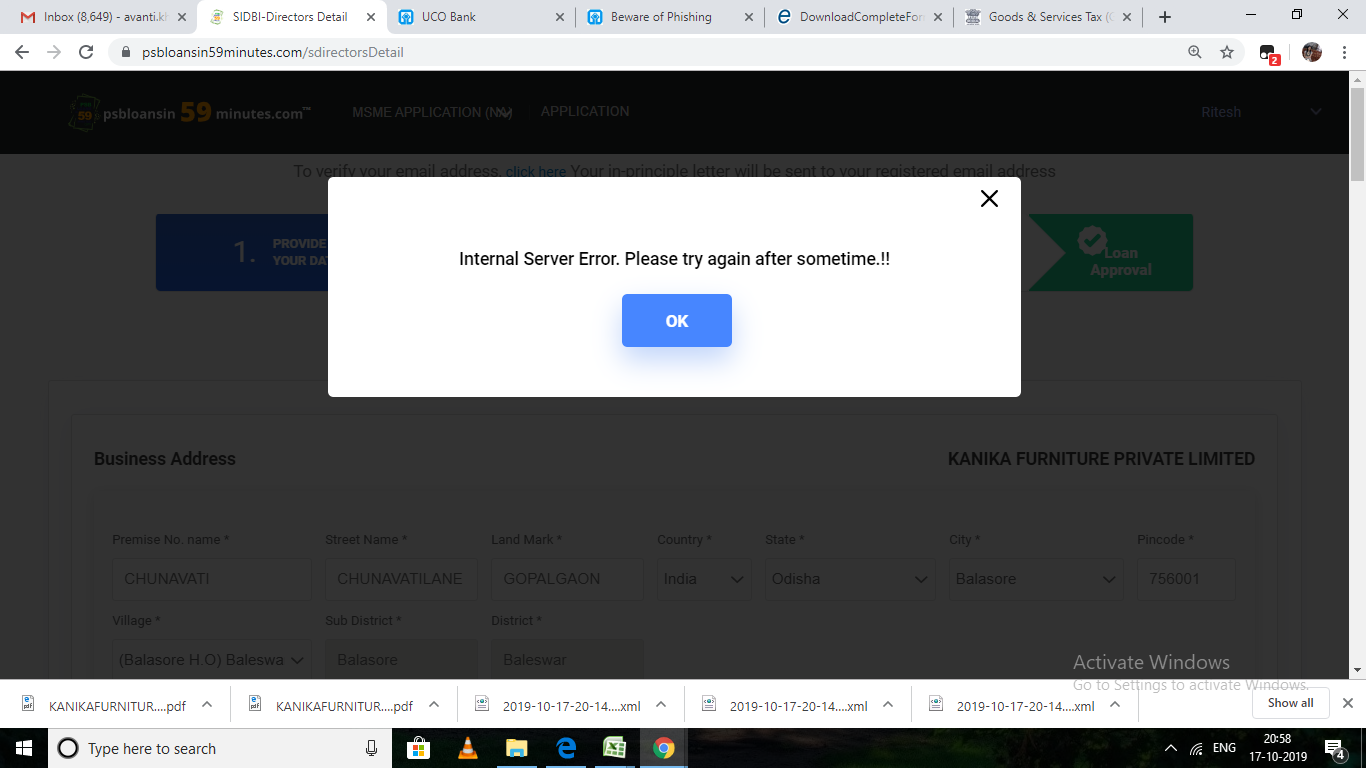 Inbox (8,649) - avanti.kh
SIDBI-Directors Detail
UCO Bank
Beware of Phishing
DownloadCompleteFor
Goods & Services Tax (
psbloansin59minutes.com/sdirectorsDetail
2
59
psbloansin 59 minutes.com™
MSME APPLICATION
APPLICATION
Ritesh
To verify your email address, click here Your in-principle letter will be sent to your registered email address
1.
PROVIDE
YOUR DA
Loan
Approval
Internal Server Error. Please try again after sometime.!!
OK
Business Address
KANIKA FURNITURE PRIVATE LIMITED
Premise No. name * Street Name * Land Mark * Country * State * City * Pincode *
CHUNAVATI CHUNAVATILANE GOPALGAON India Odisha Balasore 756001
Village * Sub District * District *
(Balasore H.O) Baleswa Balasore Baleswar
Activate Windows
Go to Settings to activate Windows.
KANIKAFURNITUR....pdf
KANIKAFURNITUR....pdf
2019-10-17-20-14....xml
2019-10-17-20-14....xml
2019-10-17-20-14....xml
Show all
Type here to search
ENG
20:58
17-10-2019
4